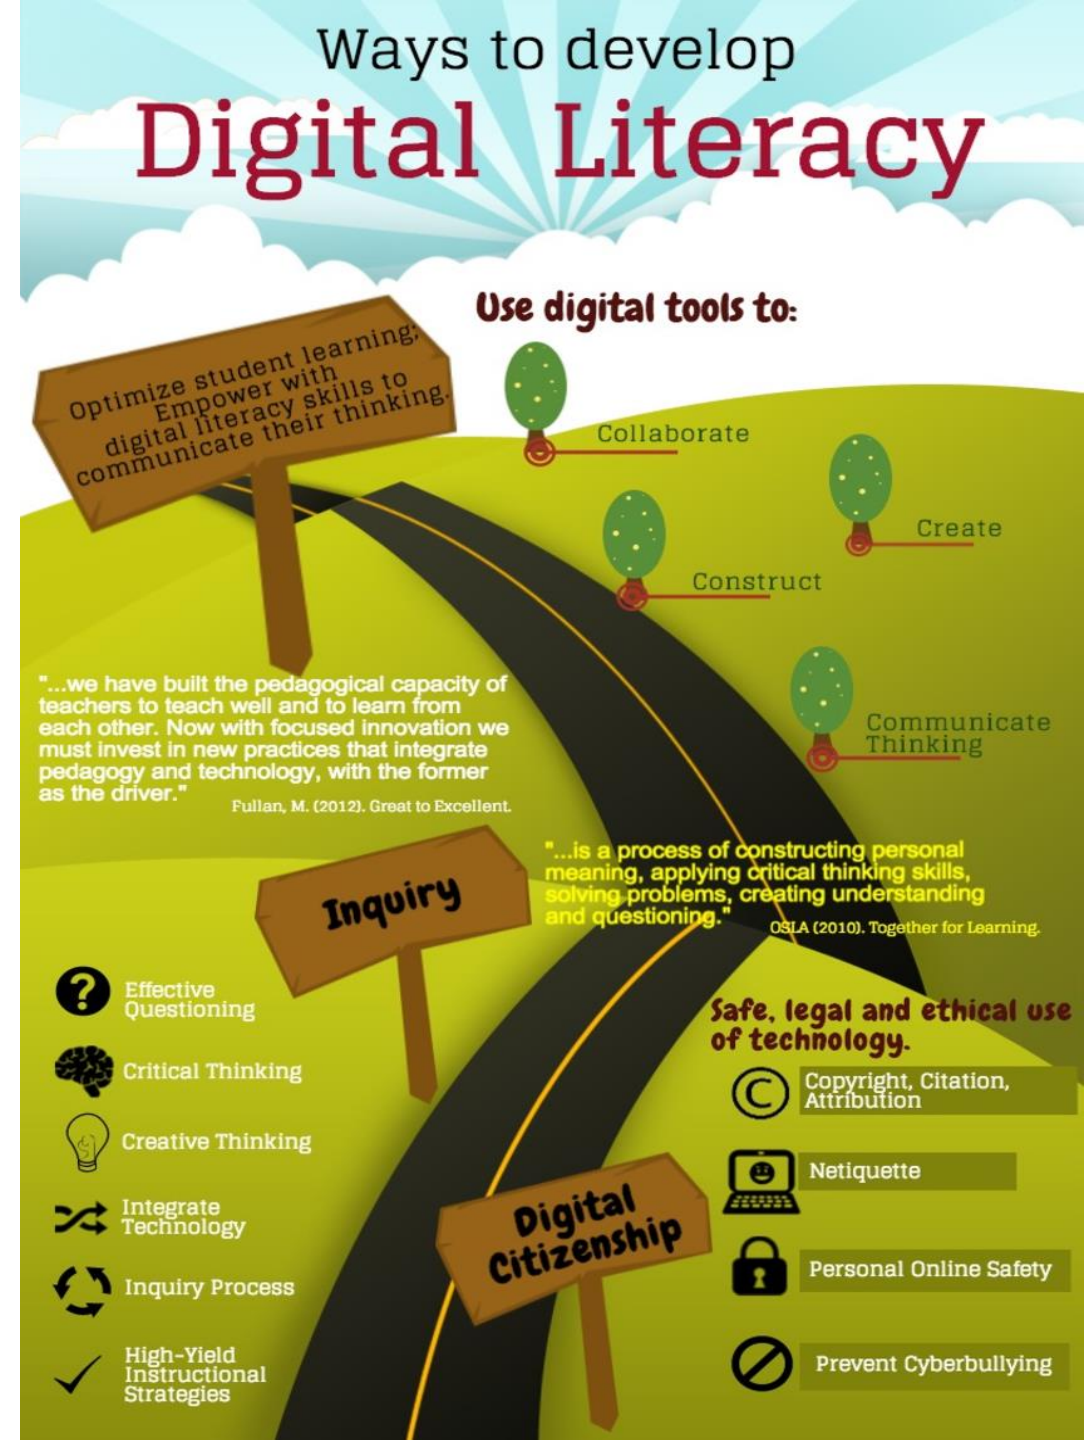 Ways to develop
Digital Literacy
Use digital tools to:
Optimize student learning;
Empower with
digital literacy skills to
communicate their thinking.
Collaborate
Create
Construct
Communicate
Thinking
"...we have built the pedagogical capacity of
teachers to teach well and to learn from
each other. Now with focused innovation we
must invest in new practices that integrate
pedagogy and technology, with the former
as the driver."
Fullan, M. (2012). Great to Excellent.
Inquiry
"...is a process of constructing personal
meaning, applying critical thinking skills,
solving problems, creating understanding
and questioning."
OSLA (2010). Together for Learning.
Effective
Questioning
Critical Thinking
Creative Thinking
Integrate
Technology
Inquiry Process
High-Yield
Instructional
Strategies
Digital
Citizenship
Safe, legal and ethical use
of technology.
Copyright, Citation,
Attribution
Netiquette
Personal Online Safety
Prevent Cyberbullying